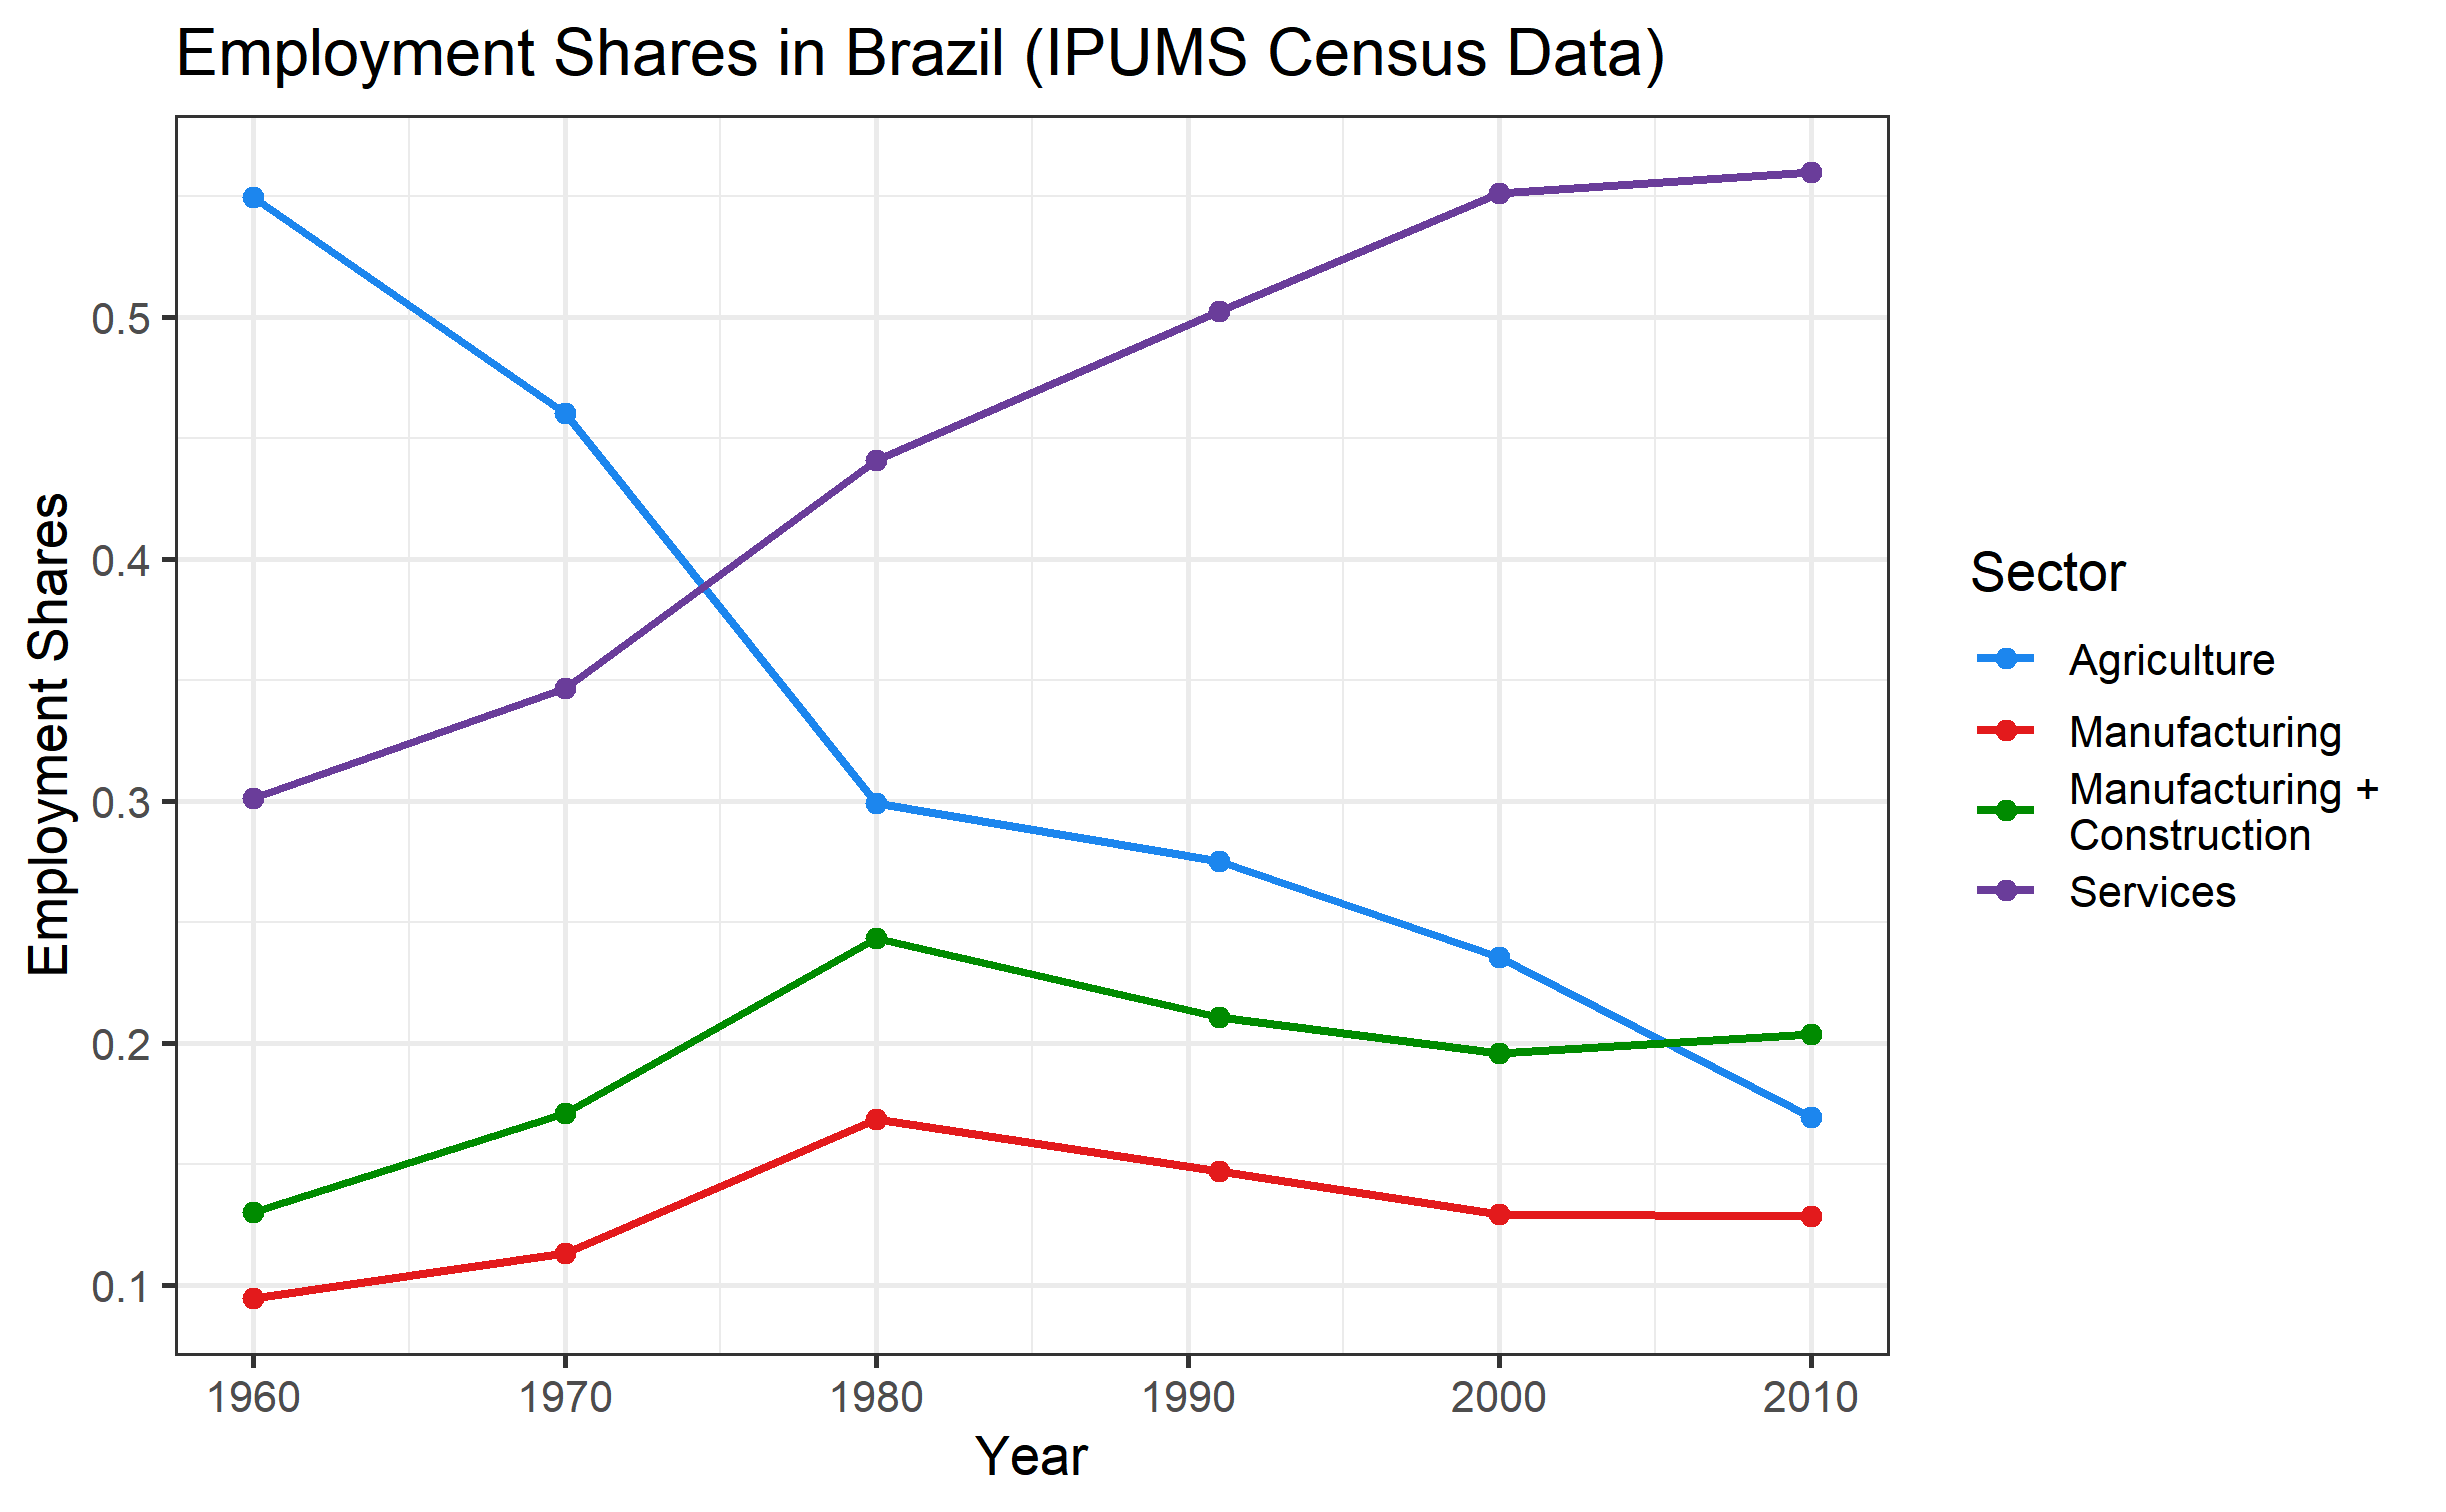 Employment Shares in Brazil (IPUMS Census Data)
Employment Shares
0.5
0.4
0.3
0.2
0.1
1960 1970 1980 1990 2000 2010
Year
Sector
Agriculture
Manufacturing
Manufacturing +
Construction
Services